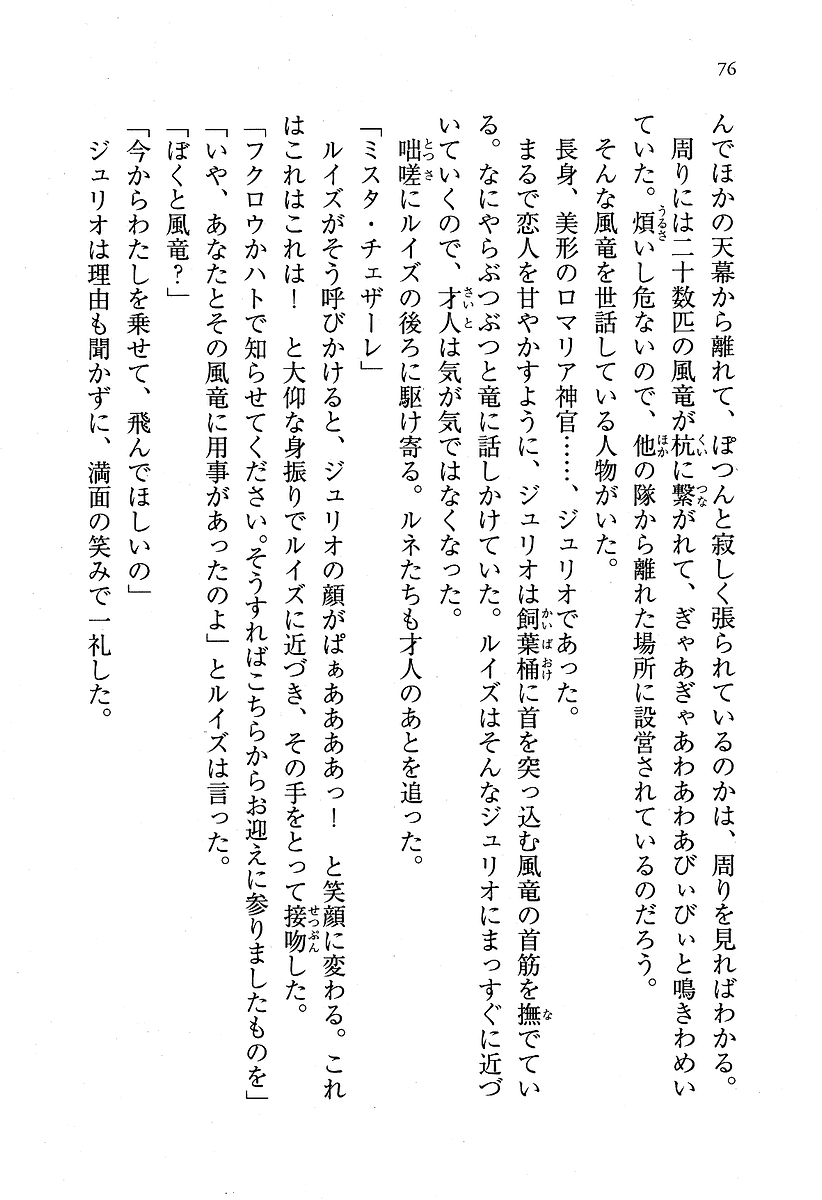 76
んでほかの天幕から離れて、ぽつんと寂しく張られているのかは、周りを見ればわかる。
周りには二十数匹の風竜が杭に繋がれて、ぎゃあぎゃあわあわあびぃびぃと鳴きわめい
ていた。煩いし危ないので、他の隊から離れた場所に設営されているのだろう。
そんな風竜を世話している人物がいた。
長身、美形のロマリア神官……、ジュリオであった。
まるで恋人を甘やかすように、ジュリオは飼葉桶に首を突っ込む風竜の首筋を撫でてい
る。なにやらぶつぶつと竜に話しかけていた。ルイズはそんなジュリオにまっすぐに近づ
いていくので、才人は気が気ではなくなった。
咄嗟にルイズの後ろに駆け寄る。ルネたちも才人のあとを追った。
「ミスタ・チェザーレ」
ルイズがそう呼びかけると、ジュリオの顔がぱぁああああっ！　と笑顔に変わる。これ
はこれはこれは！　と大仰な身振りでルイズに近づき、その手をとって接吻した。
「フクロウかハトで知らせてください。そうすればこちらからお迎えに参りましたものを」
「いや、あなたとその風竜に用事があったのよ」とルイズは言った。
「ぼくと風竜？」
「今からわたしを乗せて、飛んでほしいの」
ジュリオは理由も聞かずに、満面の笑みで一礼した。